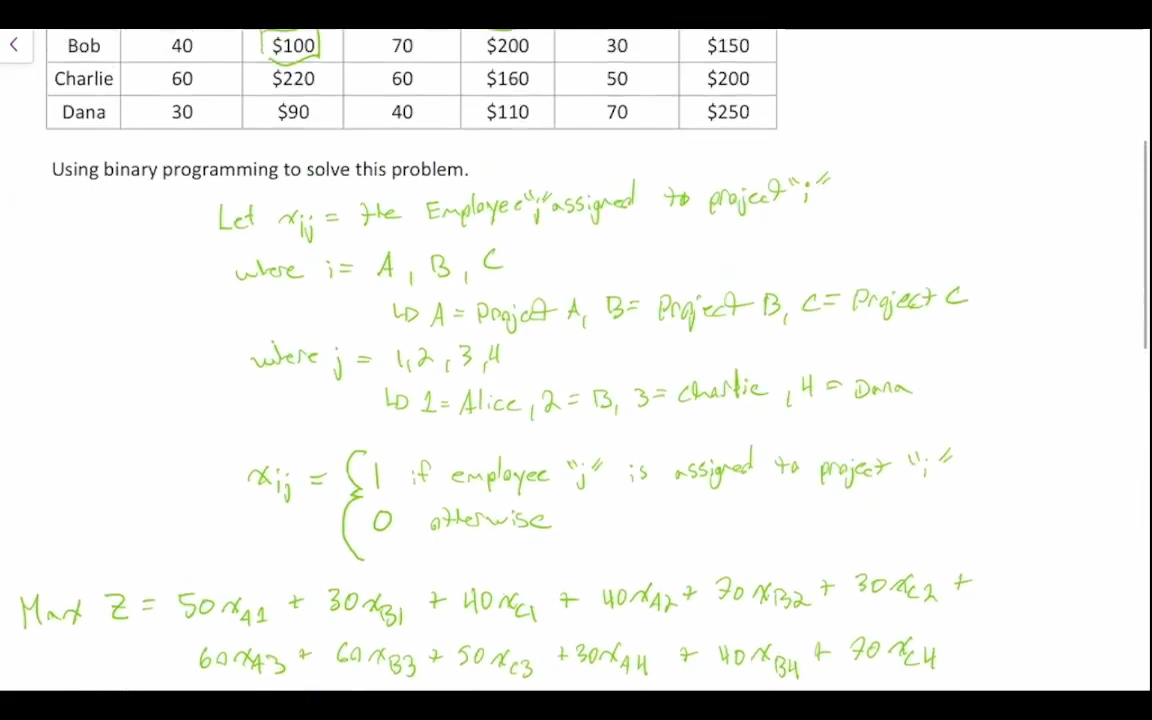 Bob 40 $100 70 $200 30 $150
Charlie 60 $220 60 $160 50 $200
Dana 30 $90 40 $110 70 $250
Using binary programming to solve this problem.
Let xij = the Employee "j" assigned to project "i"
where i = A, B, C
↳ A = Project A, B = Project B, C = Project C
where j = 1,2,3,4
↳ 1 = Alice, 2 = B, 3 = Charlie, 4 = Dana
xij = { 1 if employee "j" is assigned to project "i"
0 otherwise
Max Z = 50xA1 + 30xB1 + 40xC1 + 40xA2 + 70xB2 + 30xC2 +
60xA3 + 60xB3 + 50xC3 + 30xA4 + 40xB4 + 70xC4